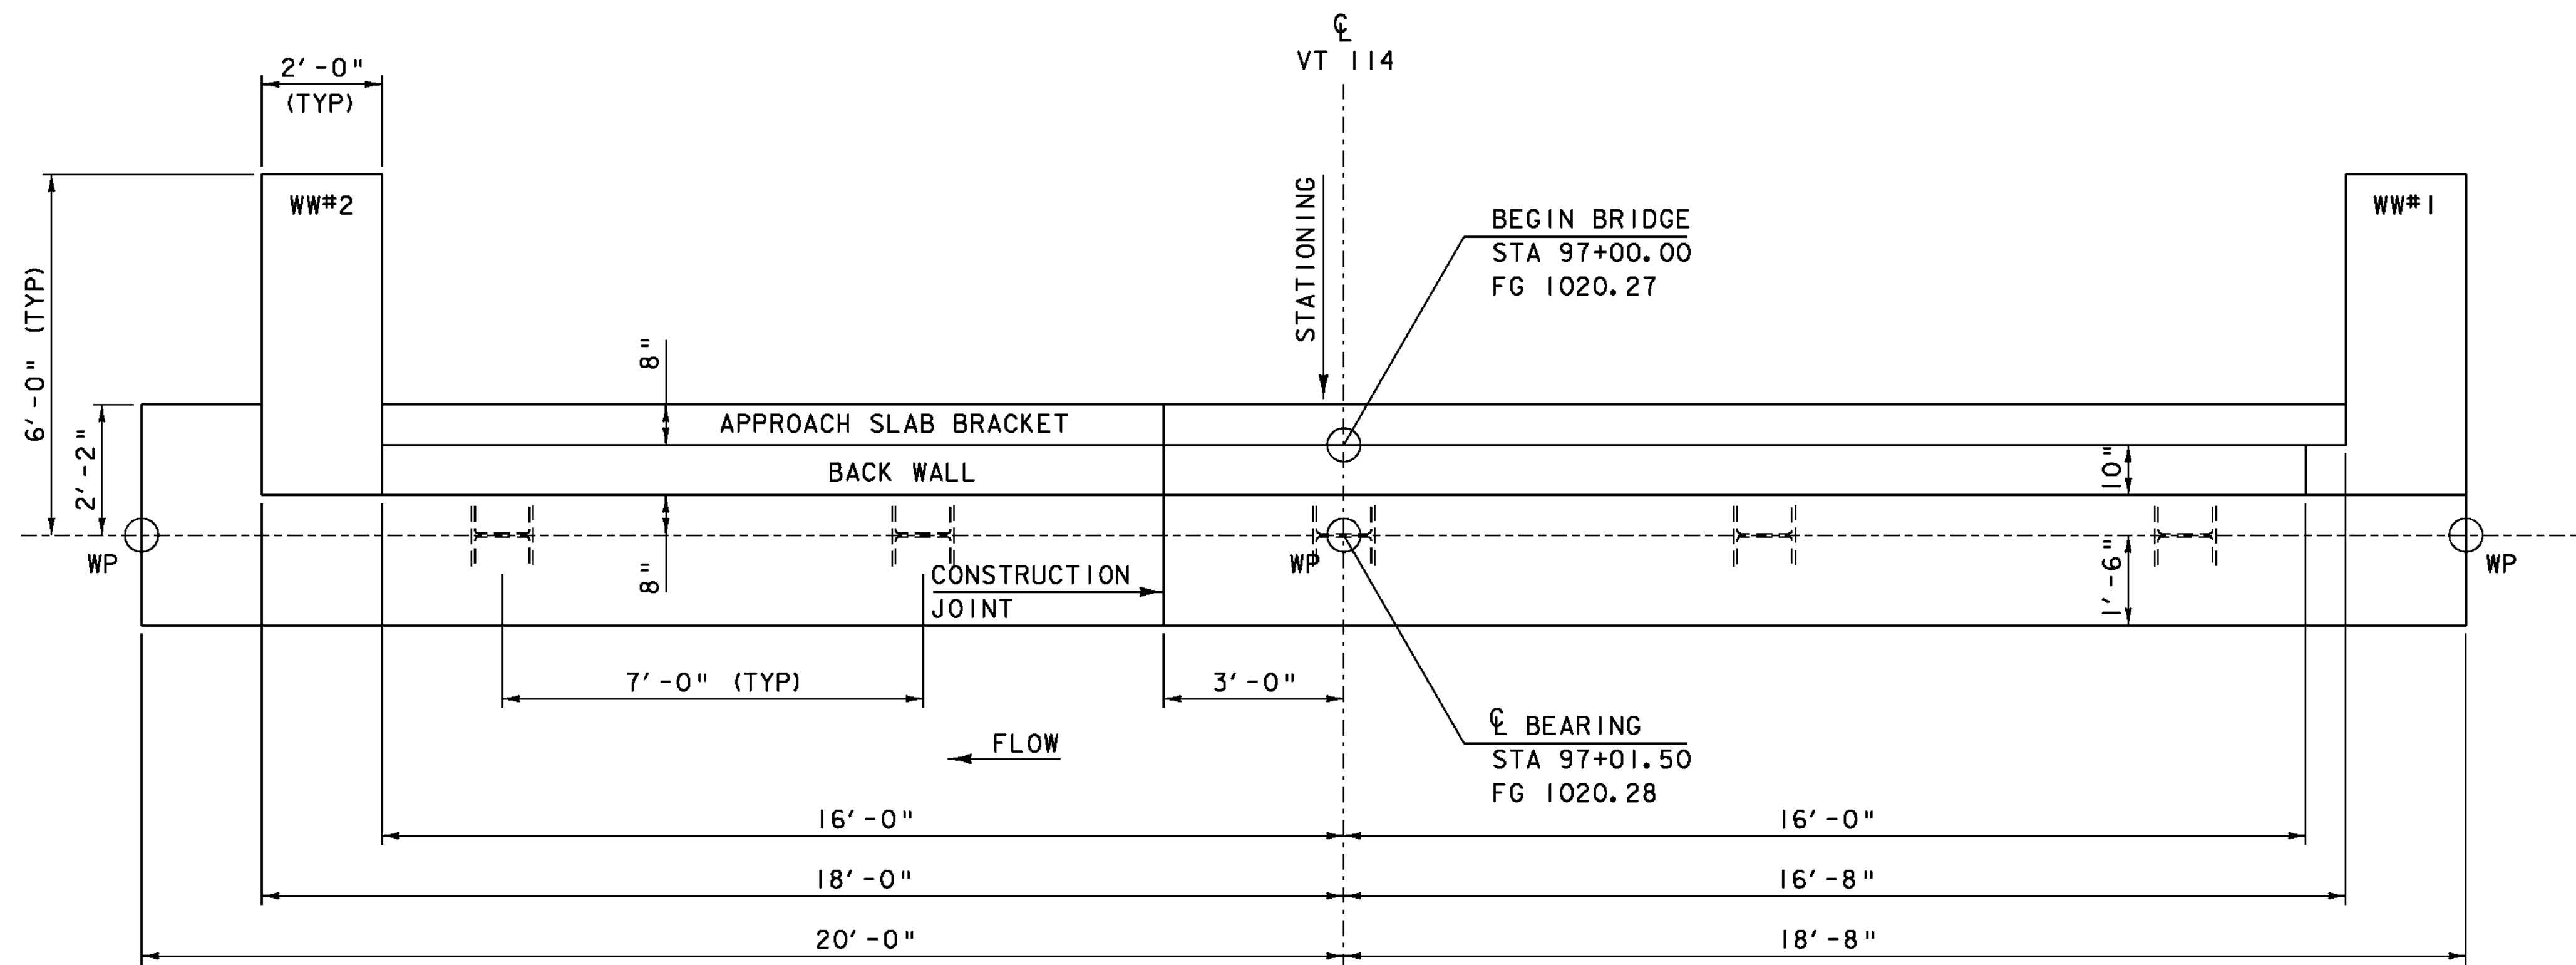 ℄
VT 114
2'-0"
(TYP)
WW#2
WW#1
6'-0" (TYP)
2'-2"
8"
STATIONING
BEGIN BRIDGE
STA 97+00.00
FG 1020.27
APPROACH SLAB BRACKET
BACK WALL
10"
WP
8"
CONSTRUCTION
JOINT
WP
1'-6"
WP
7'-0" (TYP)
3'-0"
FLOW
℄ BEARING
STA 97+01.50
FG 1020.28
16'-0"
16'-0"
18'-0"
16'-8"
20'-0"
18'-8"